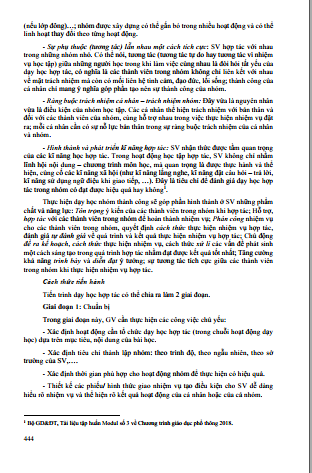 (nếu lớp đông)…; nhóm được xây dựng có thể gắn bó trong nhiều hoạt động và có thể
linh hoạt thay đổi theo từng hoạt động.
- Sự phụ thuộc (tương tác) lẫn nhau một cách tích cực: SV hợp tác với nhau
trong những nhóm nhỏ. Có thể nói, tương tác (tương tác tự do hay tương tác vì nhiệm
vụ học tập) giữa những người học trong khi làm việc cùng nhau là đòi hỏi tất yếu của
dạy học hợp tác, có nghĩa là các thành viên trong nhóm không chỉ liên kết với nhau
về mặt trách nhiệm mà còn có mối liên hệ tình cảm, đạo đức, lối sống; thành công của
cá nhân chỉ mang ý nghĩa góp phần tạo nên sự thành công của nhóm.
- Ràng buộc trách nhiệm cá nhân – trách nhiệm nhóm: Đây vừa là nguyên nhân
vừa là điều kiện của nhóm học tập. Các cá nhân thể hiện trách nhiệm với bản thân và
đối với các thành viên của nhóm, cùng hỗ trợ nhau trong việc thực hiện nhiệm vụ đặt
ra; mỗi cá nhân cần có sự nỗ lực bản thân trong sự ràng buộc trách nhiệm của cá nhân
và nhóm.
- Hình thành và phát triển kĩ năng hợp tác: SV nhận thức được tầm quan trọng
của các kĩ năng học hợp tác. Trong hoạt động học tập hợp tác, SV không chỉ nhằm
lĩnh hội nội dung – chương trình môn học, mà quan trọng là được thực hành và thể
hiện, củng cố các kĩ năng xã hội (như kĩ năng lắng nghe, kĩ năng đặt câu hỏi – trả lời,
kĩ năng sử dụng ngữ điệu khi giao tiếp, …). Đây là tiêu chí để đánh giá dạy học hợp
tác trong nhóm có đạt được hiệu quả hay không¹.
Thực hiện dạy học nhóm thành công sẽ góp phần hình thành ở SV những phẩm
chất và năng lực: Tôn trọng ý kiến của các thành viên trong nhóm khi hợp tác; Hỗ trợ,
hợp tác với các thành viên trong nhóm để hoàn thành nhiệm vụ; Phân công nhiệm vụ
cho các thành viên trong nhóm, quyết định cách thức thực hiện nhiệm vụ hợp tác,
đánh giá tự đánh giá về quá trình và kết quả thực hiện nhiệm vụ hợp tác; Chủ động
đề ra kế hoạch, cách thức thực hiện nhiệm vụ, cách thức xử lí các vấn đề phát sinh
một cách sáng tạo trong quá trình hợp tác nhằm đạt được kết quả tốt nhất; Tăng cường
khả năng trình bày và diễn đạt ý tưởng; sự tương tác tích cực giữa các thành viên
trong nhóm khi thực hiện nhiệm vụ hợp tác.
Cách thức tiến hành
Tiến trình dạy học hợp tác có thể chia ra làm 2 giai đoạn.
Giai đoạn 1: Chuẩn bị
Trong giai đoạn này, GV cần thực hiện các công việc chủ yếu:
- Xác định hoạt động cần tổ chức dạy học hợp tác (trong chuỗi hoạt động dạy
học) dựa trên mục tiêu, nội dung của bài học.
- Xác định tiêu chí thành lập nhóm: theo trình độ, theo ngẫu nhiên, theo sở
trường của SV,….
- Xác định thời gian phù hợp cho hoạt động nhóm để thực hiện có hiệu quả.
- Thiết kế các phiếu/ hình thức giao nhiệm vụ tạo điều kiện cho SV dễ dàng
hiểu rõ nhiệm vụ và thể hiện rõ kết quả hoạt động của cá nhân hoặc của cả nhóm.
¹ Bộ GD&ĐT, Tài liệu tập huấn Modul số 3 về Chương trình giáo dục phổ thông 2018.
444